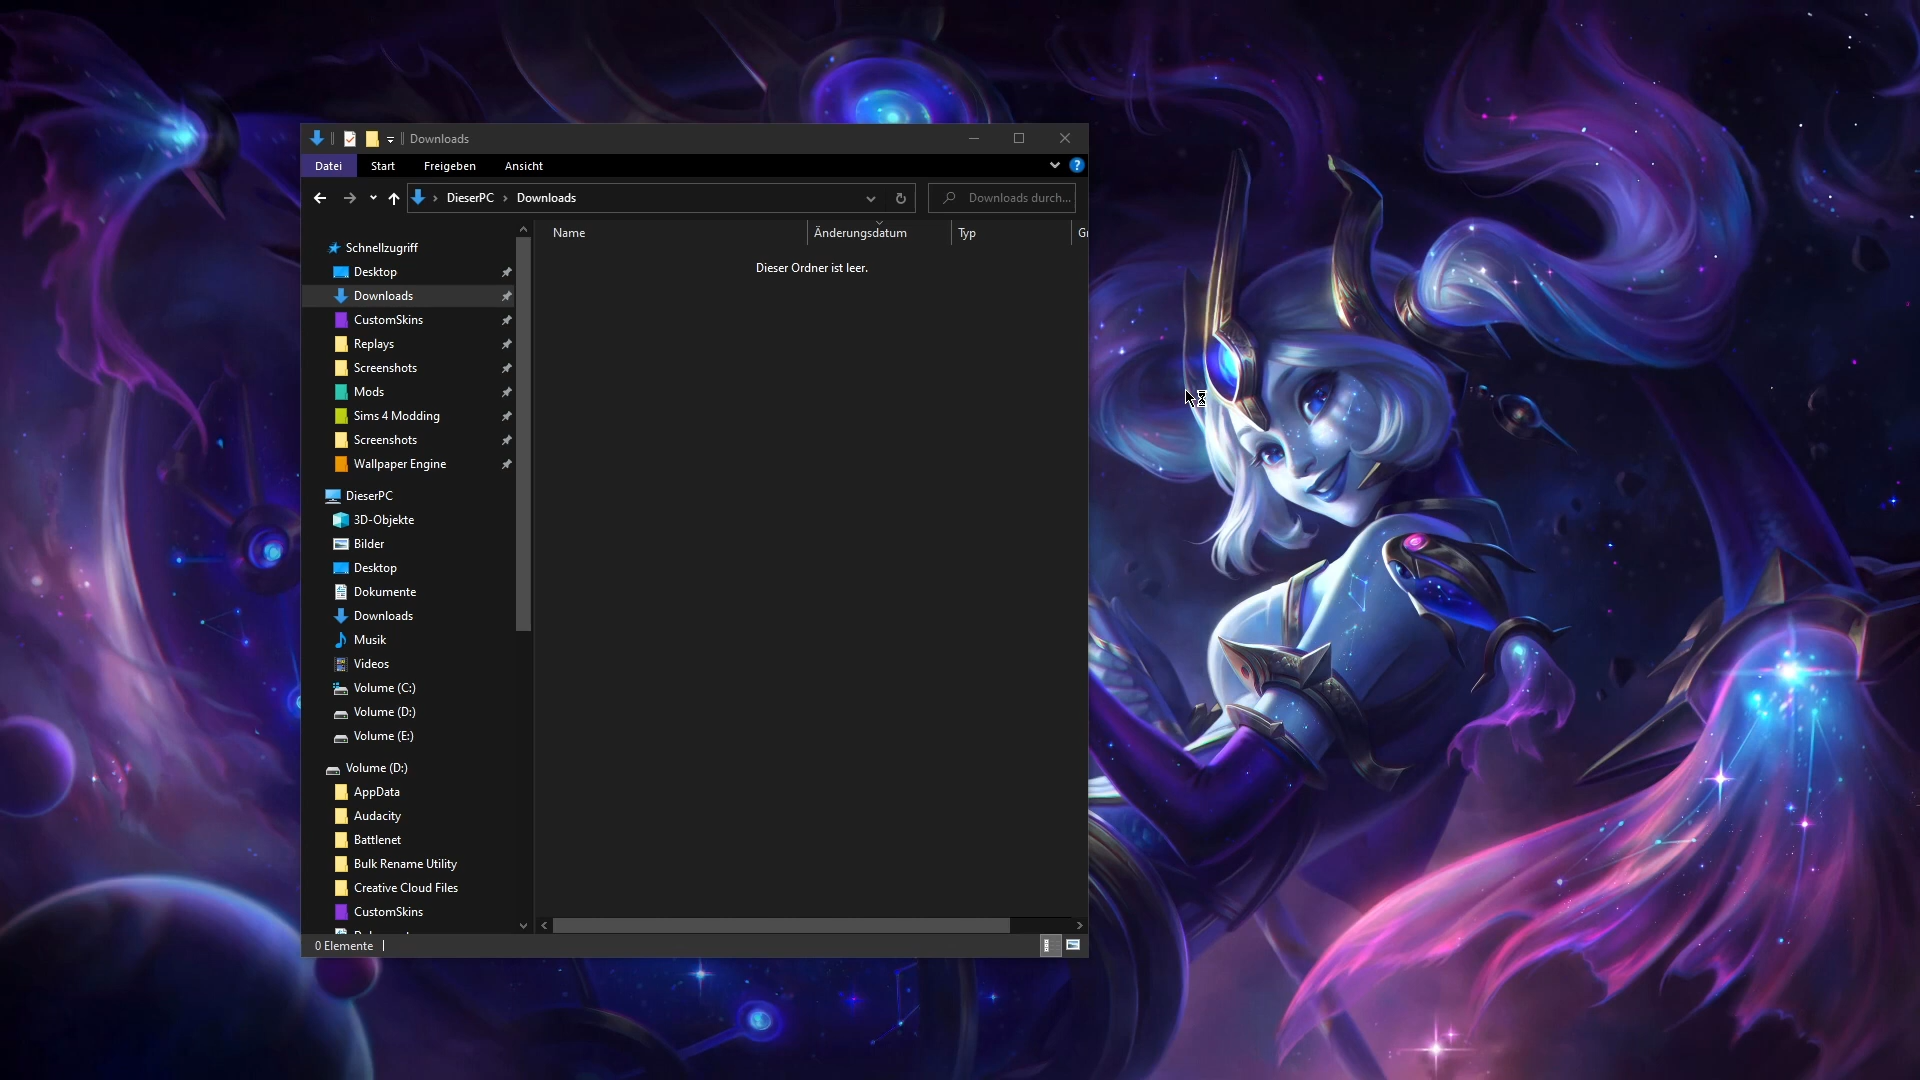 Downloads
Datei Start Freigeben Ansicht
DieserPC Downloads Downloads durch...
Name Änderungsdatum Typ
Dieser Ordner ist leer.
Schnellzugriff
Desktop
Downloads
CustomSkins
Replays
Screenshots
Mods
Sims 4 Modding
Screenshots
Wallpaper Engine
DieserPC
3D-Objekte
Bilder
Desktop
Dokumente
Downloads
Musik
Videos
Volume (C:)
Volume (D:)
Volume (E:)
Volume (D:)
AppData
Audacity
Battlenet
Bulk Rename Utility
Creative Cloud Files
CustomSkins
0 Elemente